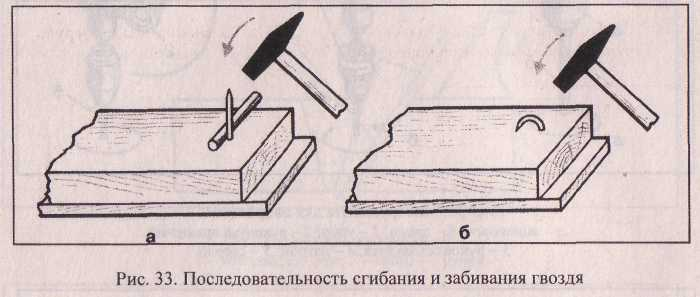 а
б
Рис. 33. Последовательность сгибания и забивания гвоздя